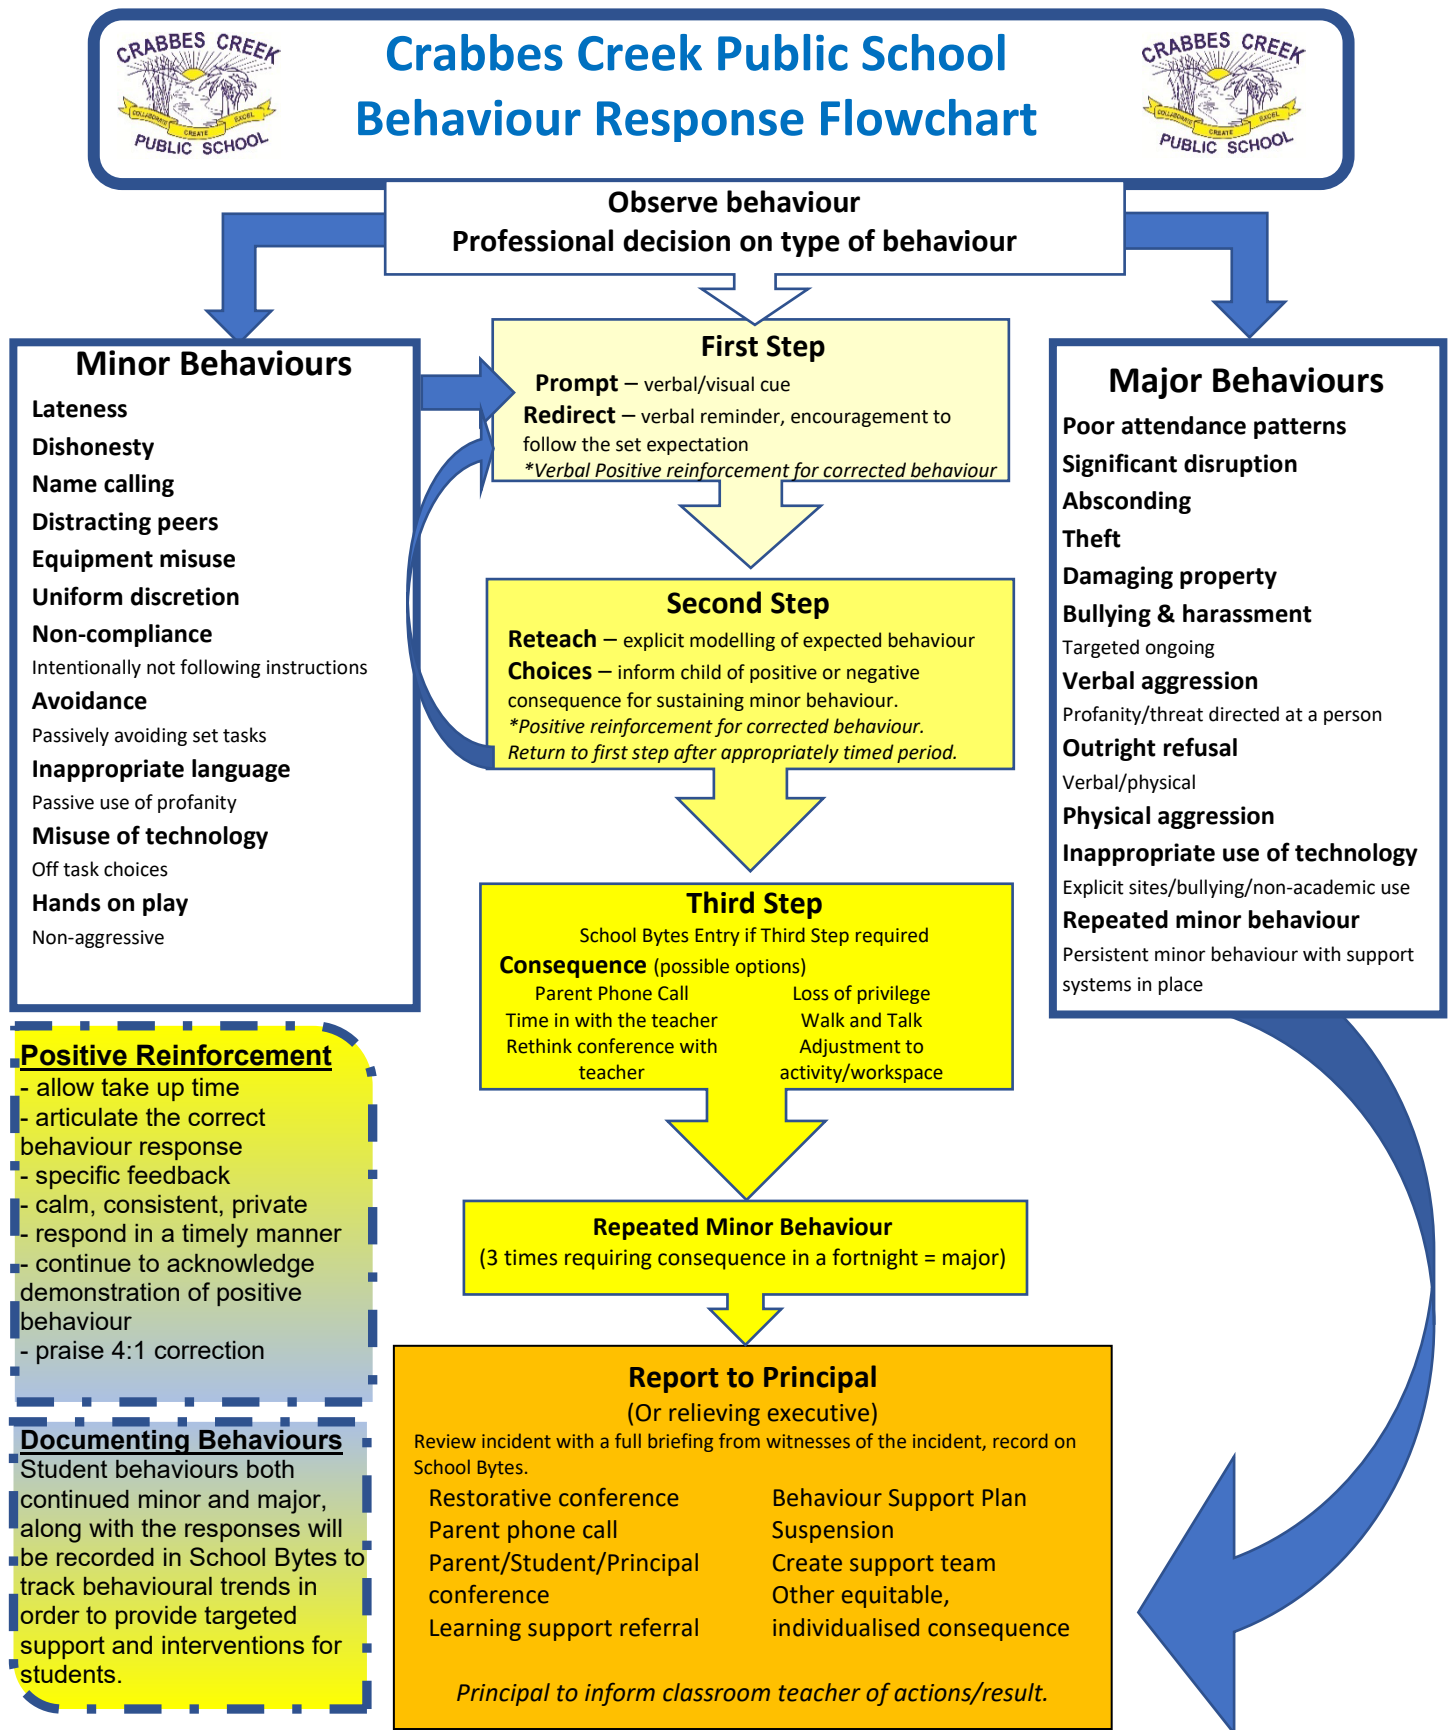 CRABBES CREEK
COLLABORATE
CREATE
EXCEL
PUBLIC SCHOOL
Crabbes Creek Public School
Behaviour Response Flowchart
CRABBES CREEK
COLLABORATE
CREATE
EXCEL
PUBLIC SCHOOL
Observe behaviour
Professional decision on type of behaviour
Minor Behaviours
Lateness
Dishonesty
Name calling
Distracting peers
Equipment misuse
Uniform discretion
Non-compliance
Intentionally not following instructions
Avoidance
Passively avoiding set tasks
Inappropriate language
Passive use of profanity
Misuse of technology
Off task choices
Hands on play
Non-aggressive
First Step
Prompt – verbal/visual cue
Redirect – verbal reminder, encouragement to
follow the set expectation
*Verbal Positive reinforcement for corrected behaviour
Second Step
Reteach – explicit modelling of expected behaviour
Choices – inform child of positive or negative
consequence for sustaining minor behaviour.
*Positive reinforcement for corrected behaviour.
Return to first step after appropriately timed period.
Third Step
School Bytes Entry if Third Step required
Consequence (possible options)
Parent Phone Call
Time in with the teacher
Rethink conference with
teacher
Loss of privilege
Walk and Talk
Adjustment to
activity/workspace
Repeated Minor Behaviour
(3 times requiring consequence in a fortnight = major)
Report to Principal
(Or relieving executive)
Review incident with a full briefing from witnesses of the incident, record on
School Bytes.
Restorative conference
Parent phone call
Parent/Student/Principal
conference
Learning support referral
Behaviour Support Plan
Suspension
Create support team
Other equitable,
individualised consequence
Principal to inform classroom teacher of actions/result.
Major Behaviours
Poor attendance patterns
Significant disruption
Absconding
Theft
Damaging property
Bullying & harassment
Targeted ongoing
Verbal aggression
Profanity/threat directed at a person
Outright refusal
Verbal/physical
Physical aggression
Inappropriate use of technology
Explicit sites/bullying/non-academic use
Repeated minor behaviour
Persistent minor behaviour with support
systems in place
Positive Reinforcement
- allow take up time
- articulate the correct
behaviour response
- specific feedback
- calm, consistent, private
- respond in a timely manner
- continue to acknowledge
demonstration of positive
behaviour
- praise 4:1 correction
Documenting Behaviours
Student behaviours both
continued minor and major,
along with the responses will
be recorded in School Bytes to
track behavioural trends in
order to provide targeted
support and interventions for
students.